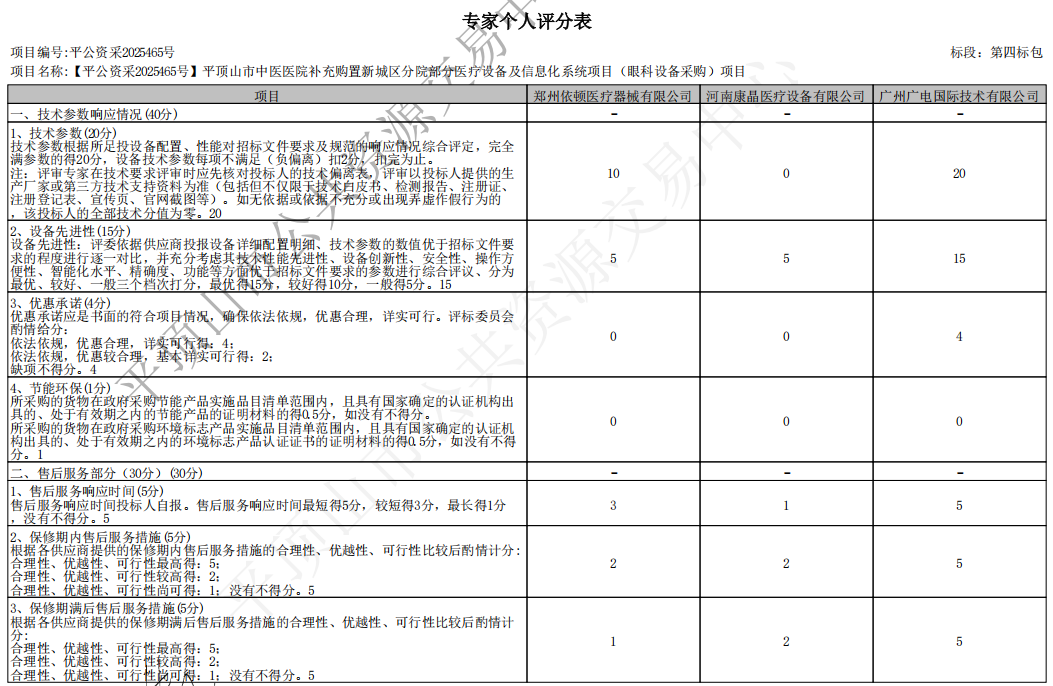 专家个人评分表
项目编号:平公资采2025465号 标段：第四标包
项目名称:【平公资采2025465号】平顶山市中医医院补充购置新城区分院部分医疗设备及信息化系统项目（眼科设备采购）项目
项目 郑州依顿医疗器械有限公司 河南康晶医疗设备有限公司 广州广电国际技术有限公司
一、技术参数响应情况(40分) - - -
1、技术参数(20分)
技术参数根据所足投设备配置、性能对招标文件要求及规范的响应情况综合评定，完全
满参数的得20分，设备技术参数每项不满足（负偏离）扣2分，扣完为止。
注：评审专家在技术要求评审时应先核对投标人的技术偏离表，评审以投标人提供的生
产厂家或第三方技术支持资料为准（包括但不仅限于技术白皮书、检测报告、注册证、
注册登记表、宣传页、官网截图等）。如无依据或依据不充分或出现弄虚作假行为的
，该投标人的全部技术分值为零。20
10 0 20
2、设备先进性(15分)
设备先进性：评委依据供应商投报设备详细配置明细、技术参数的数值优于招标文件要
求的程度进行逐一对比，并充分考虑其技术性能先进性、设备创新性、安全性、操作方
便性、智能化水平、精确度、功能等方面优于招标文件要求的参数进行综合评议、分为
最优、较好、一般三个档次打分，最优得15分，较好得10分，一般得5分。15
5 5 15
3、优惠承诺(4分)
优惠承诺应是书面的符合项目情况，确保依法依规，优惠合理，详实可行。评标委员会
酌情给分：
依法依规，优惠合理，详实可行得：4；
依法依规，优惠较合理，基本详实可行得：2；
缺项不得分。4
0 0 4
4、节能环保(1分)
所采购的货物在政府采购节能产品实施品目清单范围内，且具有国家确定的认证机构出
具的、处于有效期之内的节能产品的证明材料的得0.5分，如没有不得分。
所采购的货物在政府采购环境标志产品实施品目清单范围内，且具有国家确定的认证机
构出具的、处于有效期之内的环境标志产品认证证书的证明材料的得0.5分，如没有不得
分。1
0 0 0
二、售后服务部分（30分）(30分) - - -
1、售后服务响应时间(5分)
售后服务响应时间投标人自报。售后服务响应时间最短得5分，较短得3分，最长得1分
，没有不得分。5
3 1 5
2、保修期内售后服务措施(5分)
根据各供应商提供的保修期内售后服务措施的合理性、优越性、可行性比较后酌情计分：
合理性、优越性、可行性最高得：5；
合理性、优越性、可行性较高得：2；
合理性、优越性、可行性尚可得：1；没有不得分。5
2 2 5
3、保修期满后售后服务措施(5分)
根据各供应商提供的保修期满后售后服务措施的合理性、优越性、可行性比较后酌情计
分：
合理性、优越性、可行性最高得：5；
合理性、优越性、可行性较高得：2；
合理性、优越性、可行性尚可得：1；没有不得分。5
1 2 5
平顶山市公共资源交易中
平顶山市公共资源交易中心